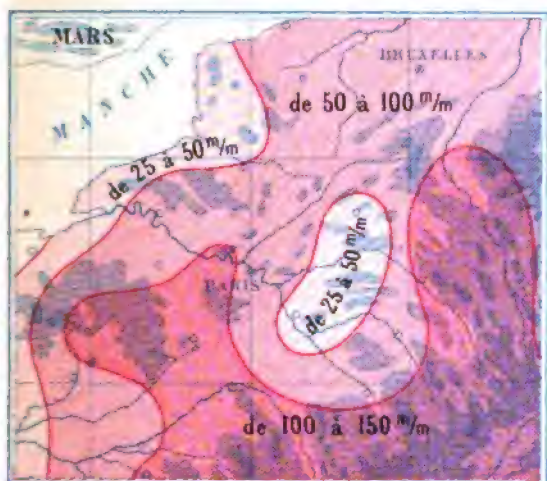 MARS
MANCHE
BRUXELLES
de 50 à 100 m/m
de 25 à 50 m/m
PARIS
de 25 à 50 m/m
de 100 à 150 m/m